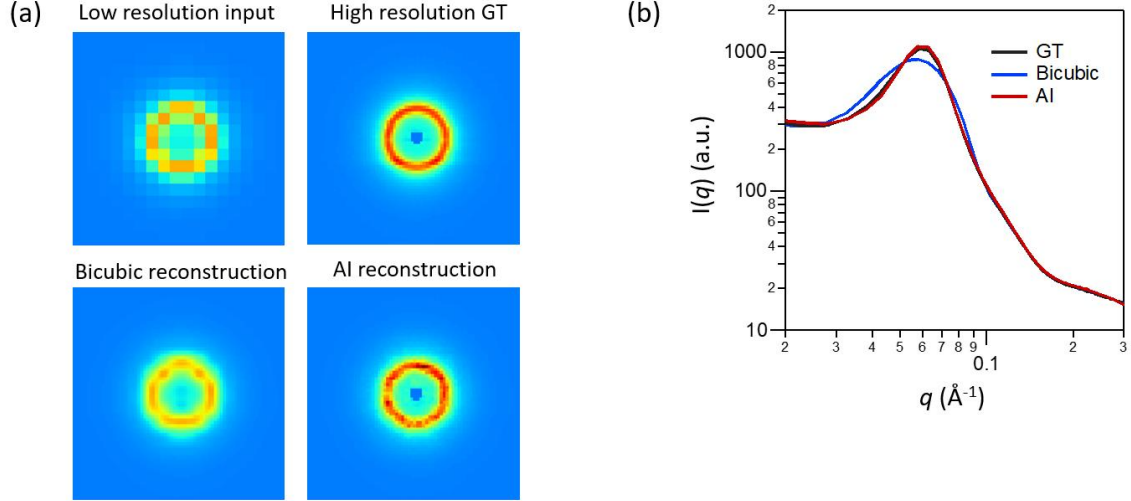 (a)
Low resolution input
High resolution GT
Bicubic reconstruction
AI reconstruction
(b)
2
1000
8
6
4
2
100
8
6
4
2
10
I(q) (a.u.)
GT
Bicubic
AI
2 3 4 5 6 7 8 9 0.1 2 3
q (Å-1)